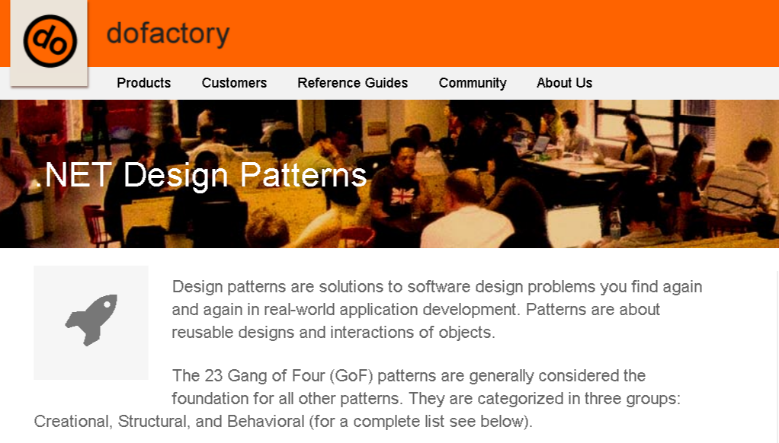 do
dofactory
Products Customers Reference Guides Community About Us
NET Design Patterns
Design patterns are solutions to software design problems you find again
and again in real-world application development. Patterns are about
reusable designs and interactions of objects.
The 23 Gang of Four (GoF) patterns are generally considered the
foundation for all other patterns. They are categorized in three groups:
Creational, Structural, and Behavioral (for a complete list see below).